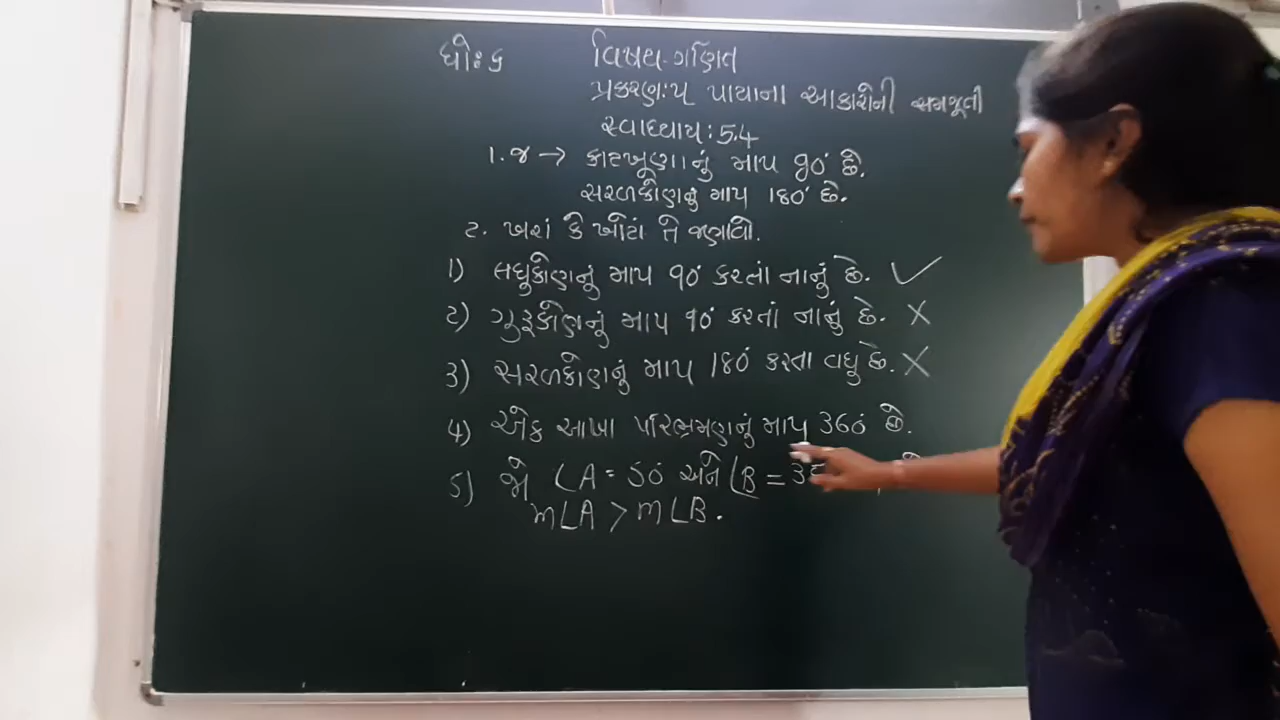 ધો: ૬ વિષય-ગણિત
પ્રકરણ: ૫ પાયાના આકારોની સમજૂતી
સ્વાધ્યાય: 5.4
1. જ → કાટખૂણાનું માપ 90° છે.
સરળકોણનું માપ 180° છે.
૨. ખરાં કે ખોટાં તે જણાવો.
1) લઘુકોણનું માપ 90° કરતાં નાનું છે. ✓
2) ગુરૂકોણનું માપ 90° કરતાં નાનું છે. ✗
3) સરળકોણનું માપ 180° કરતા વધુ છે. ✗
4) એક આખા પરિભ્રમણનું માપ 360° છે.
5) જો ∠A = 50° અને ∠B =
m∠A > m∠B.